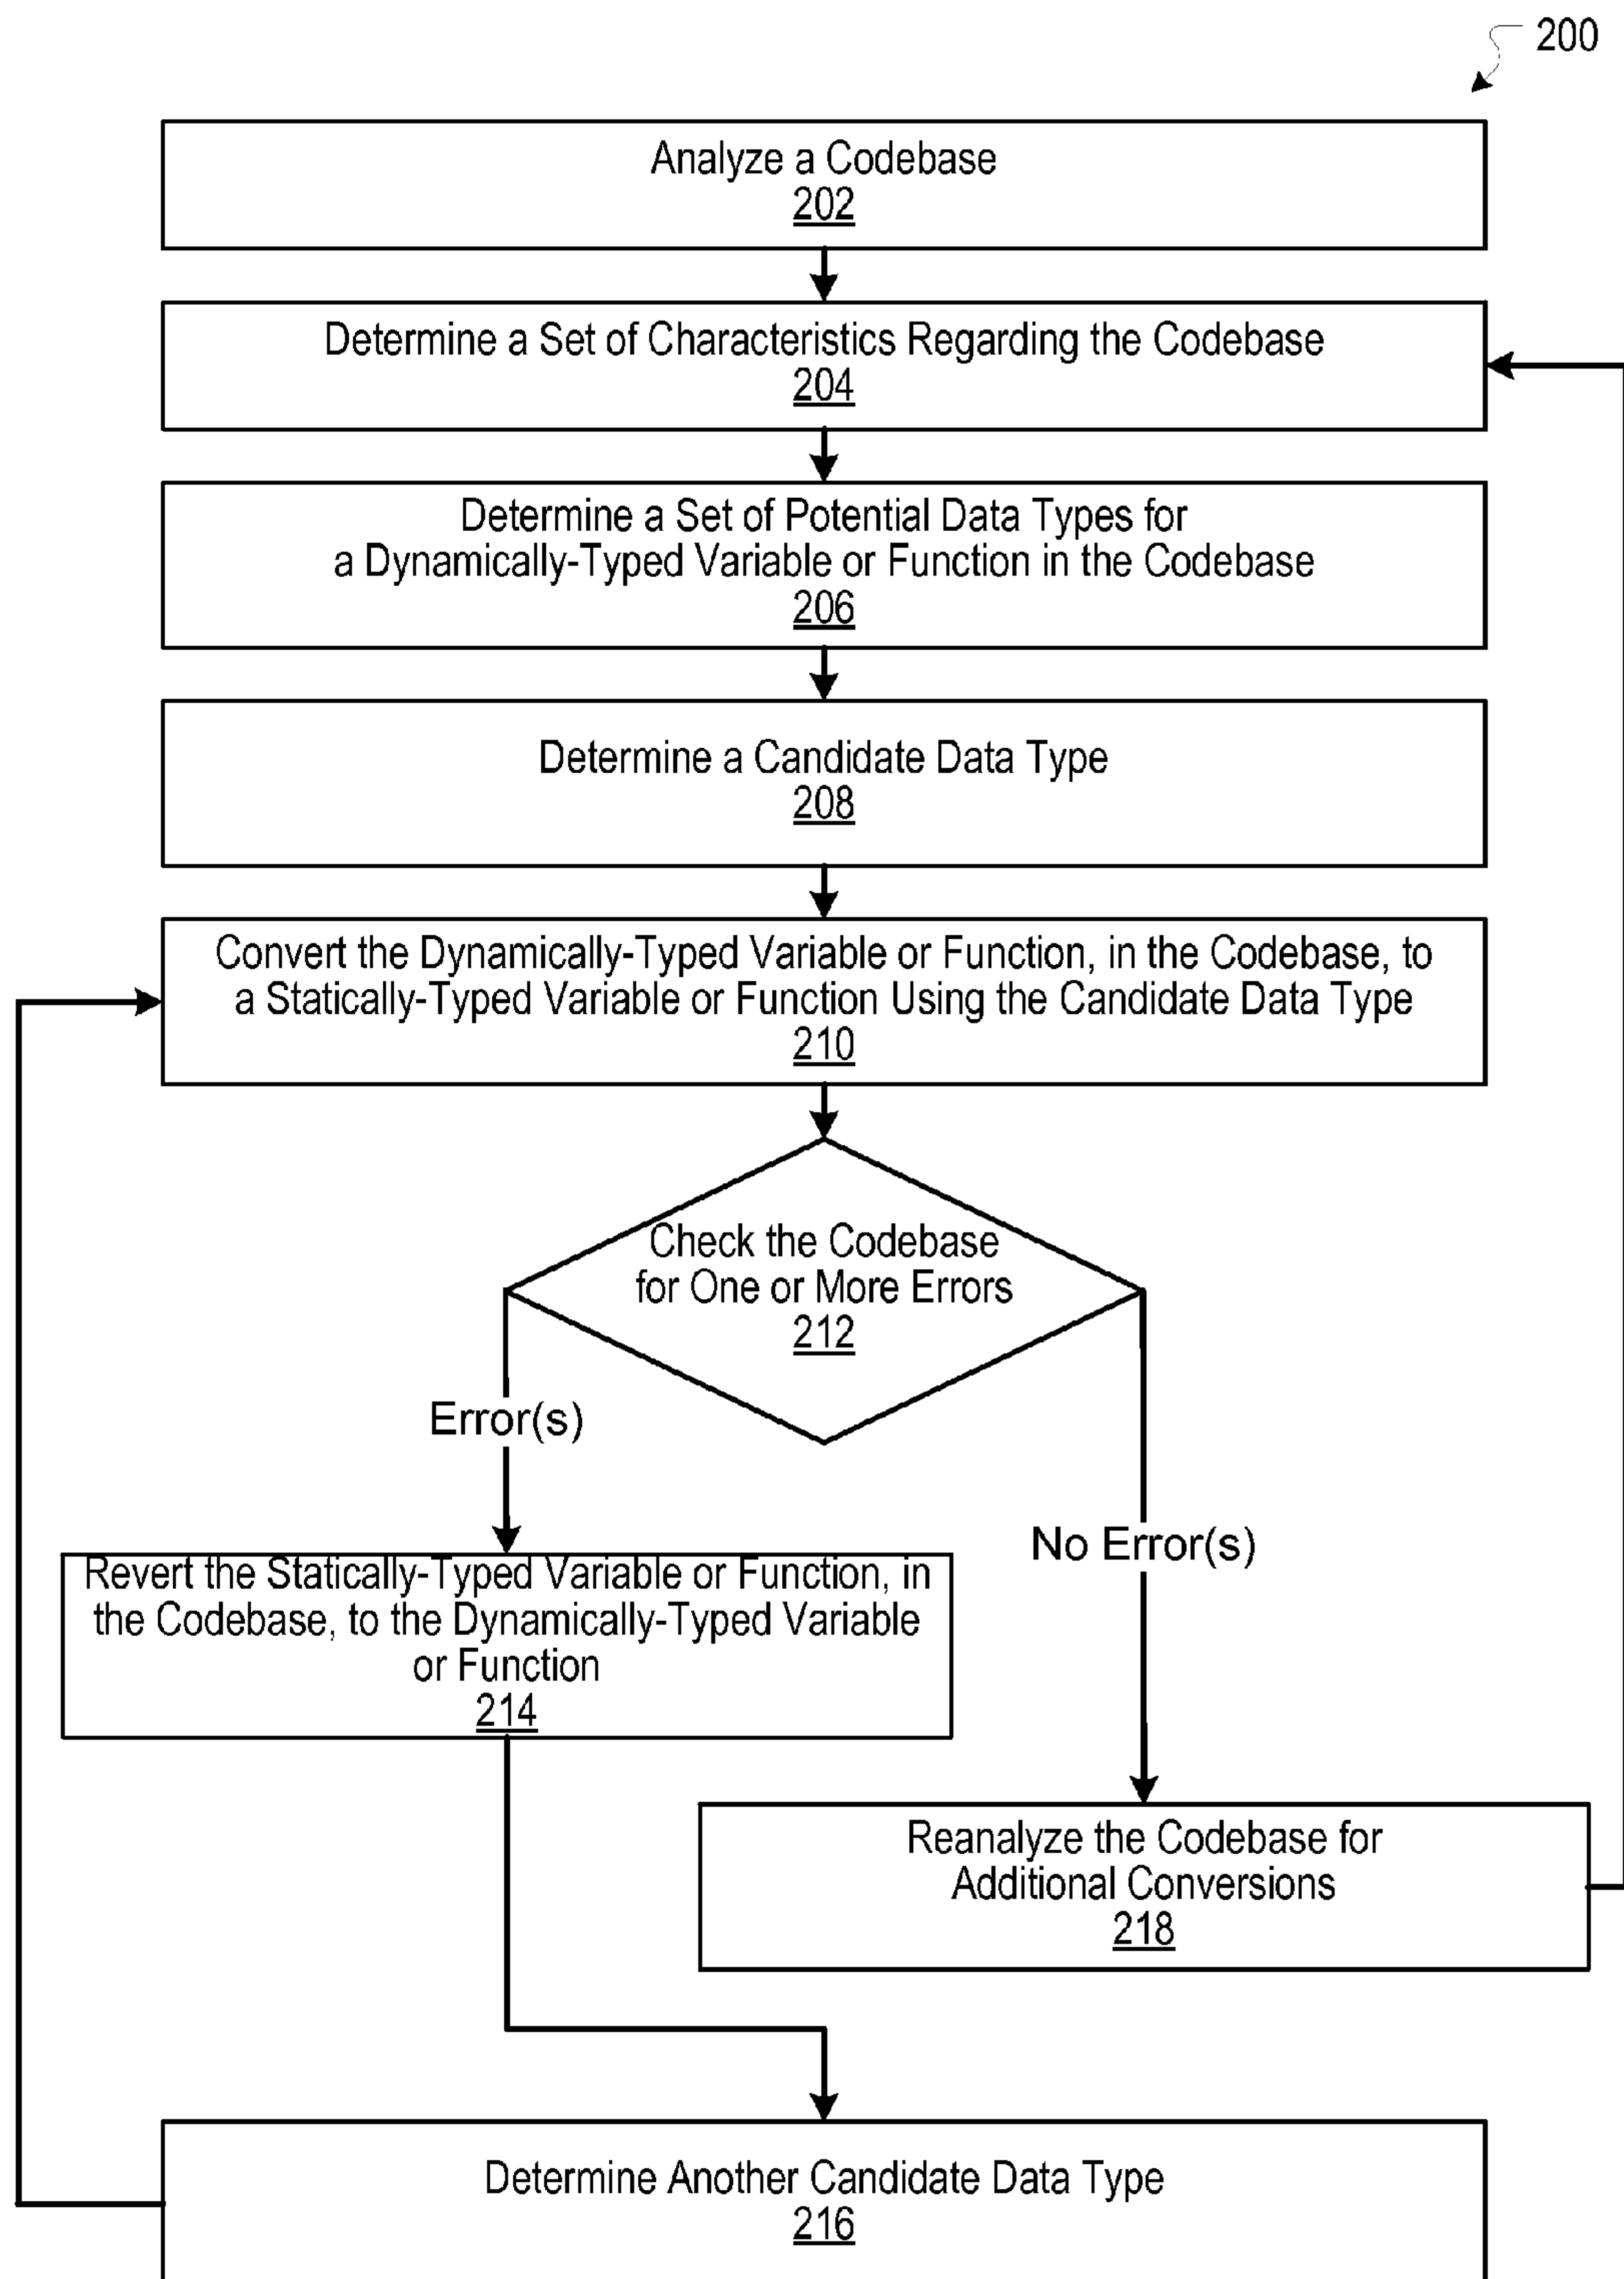 200
Analyze a Codebase
202
Determine a Set of Characteristics Regarding the Codebase
204
Determine a Set of Potential Data Types for
a Dynamically-Typed Variable or Function in the Codebase
206
Determine a Candidate Data Type
208
Convert the Dynamically-Typed Variable or Function, in the Codebase, to
a Statically-Typed Variable or Function Using the Candidate Data Type
210
Check the Codebase
for One or More Errors
212
Error(s)
No Error(s)
Revert the Statically-Typed Variable or Function, in
the Codebase, to the Dynamically-Typed Variable
or Function
214
Reanalyze the Codebase for
Additional Conversions
218
Determine Another Candidate Data Type
216